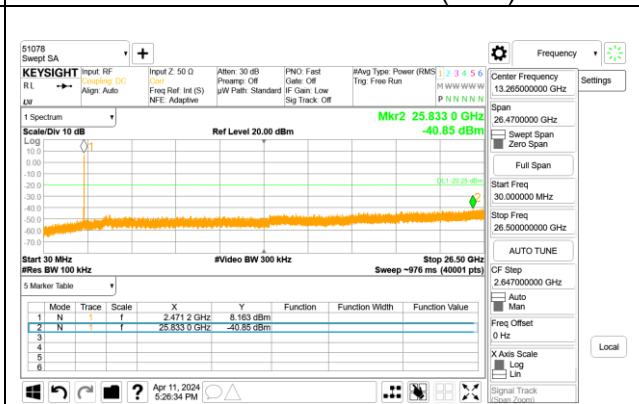 51078
Swept SA
Frequency
KEYSIGHT
RL
Input: RF
Coupling: DC
Align: Auto
Input Z: 50 Ω
Corr
Freq Ref: Int (S)
NFE: Adaptive
Atten: 30 dB
Preamp: Off
µW Path: Standard
PNO: Fast
Gate: Off
IF Gain: Low
Sig Track: Off
#Avg Type: Power (RMS)
Trig: Free Run
1 2 3 4 5 6
M W W W W W
P N N N N N
Center Frequency
13.265000000 GHz
Settings
1 Spectrum
Scale/Div 10 dB
Ref Level 20.00 dBm
Mkr2 25.833 0 GHz
-40.85 dBm
Log
10.0
0.00
-10.0
-20.0
-30.0
-40.0
-50.0
-60.0
-70.0
1
DL1 -20.25 dBm
2
Start 30 MHz
#Video BW 300 kHz
Stop 26.50 GHz
#Res BW 100 kHz
Sweep ~976 ms (40001 pts)
Span
26.4700000 GHz
Swept Span
Zero Span
Full Span
Start Freq
30.000000 MHz
Stop Freq
26.500000000 GHz
AUTO TUNE
CF Step
2.647000000 GHz
Auto
Man
Freq Offset
0 Hz
X Axis Scale
Log
Lin
Signal Track
(Span Zoom)
Local
5 Marker Table
Mode Trace Scale X Y Function Function Width Function Value
1 N 1 f 2.471 2 GHz 8.163 dBm
2 N 1 f 25.833 0 GHz -40.85 dBm
3
4
5
6
?
Apr 11, 2024
5:26:34 PM